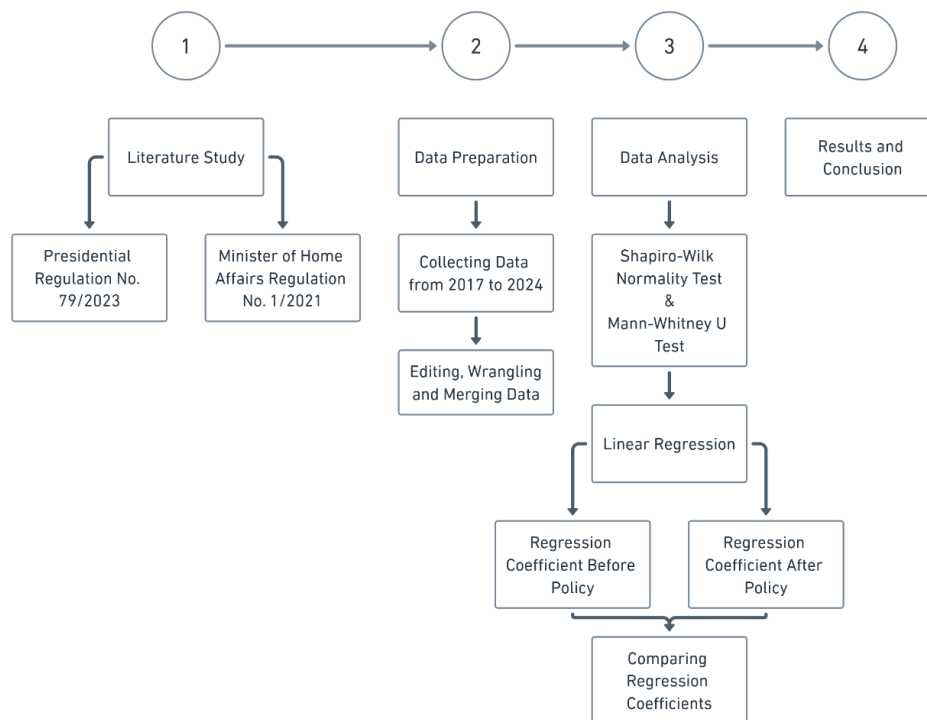 1
2
3
4
Literature Study
Data Preparation
Data Analysis
Results and
Conclusion
Presidential
Regulation No.
79/2023
Minister of Home
Affairs Regulation
No. 1/2021
Collecting Data
from 2017 to 2024
Editing, Wrangling
and Merging Data
Shapiro-Wilk
Normality Test
&
Mann-Whitney U
Test
Linear Regression
Regression
Coefficient Before
Policy
Regression
Coefficient After
Policy
Comparing
Regression
Coefficients